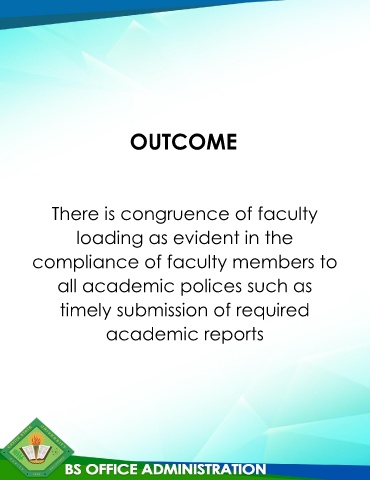 OUTCOME
There is congruence of faculty
loading as evident in the
compliance of faculty members to
all academic polices such as
timely submission of required
academic reports
BS OFFICE ADMINISTRATION